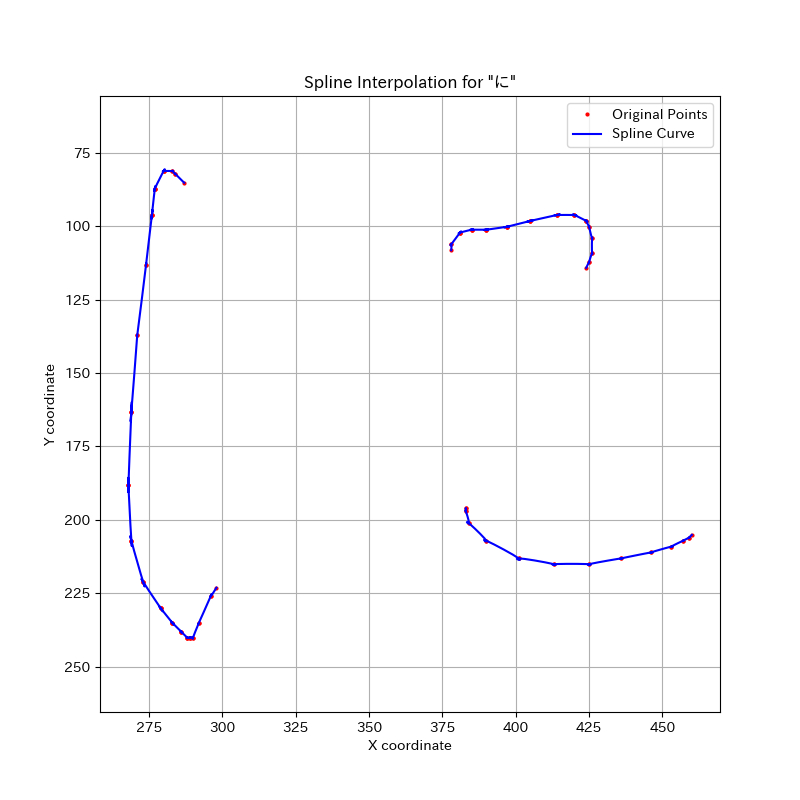 Spline Interpolation for "に"
Original Points
Spline Curve
Y coordinate
75
100
125
150
175
200
225
250
275 300 325 350 375 400 425 450
X coordinate